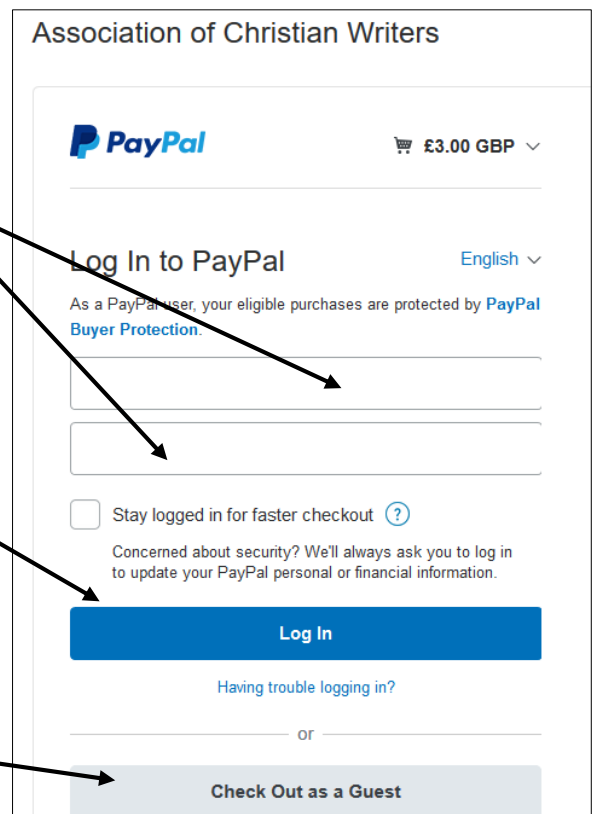 Association of Christian Writers
PayPal
£3.00 GBP
Log In to PayPal
English
As a PayPal user, your eligible purchases are protected by PayPal
Buyer Protection.
Stay logged in for faster checkout ?
Concerned about security? We'll always ask you to log in
to update your PayPal personal or financial information.
Log In
Having trouble logging in?
or
Check Out as a Guest